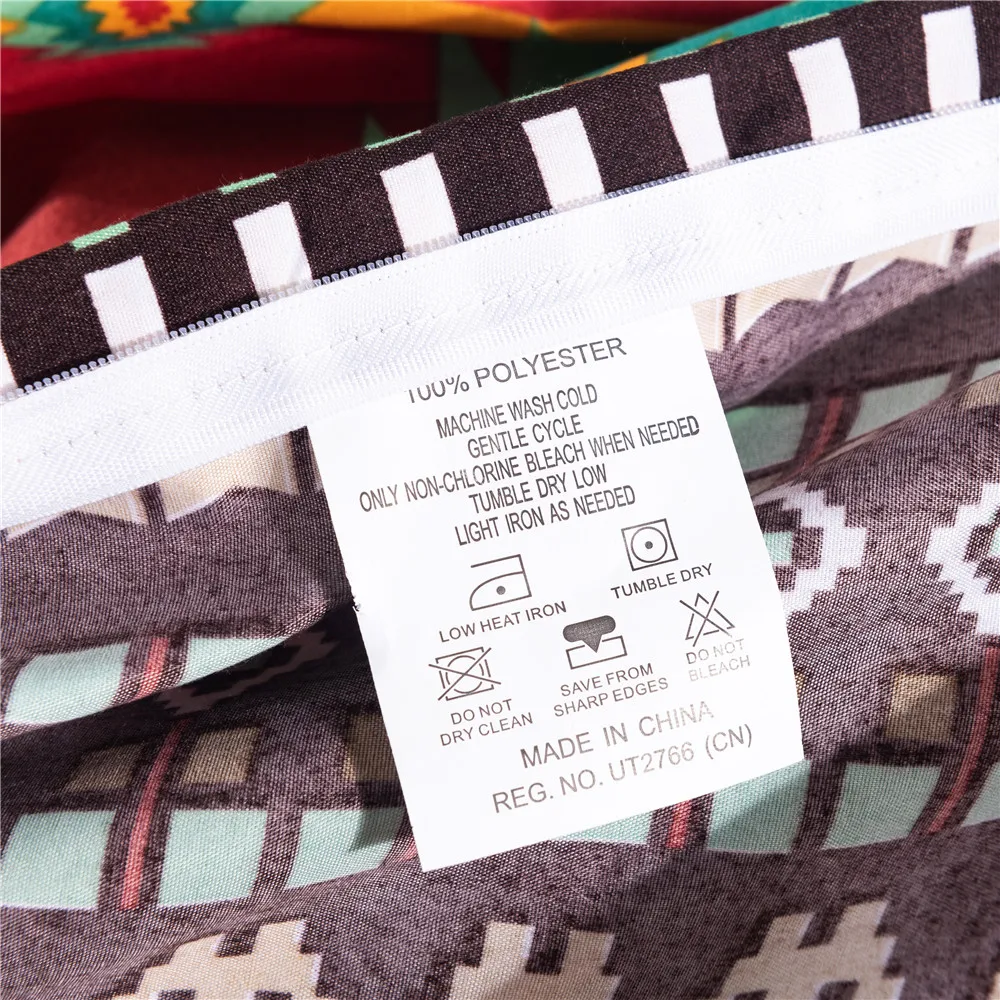 100% POLYESTER
MACHINE WASH COLD
GENTLE CYCLE
ONLY NON-CHLORINE BLEACH WHEN NEEDED
TUMBLE DRY LOW
LIGHT IRON AS NEEDED
LOW HEAT IRON
TUMBLE DRY
DO NOT
DRY CLEAN
SAVE FROM
SHARP EDGES
DO NOT
BLEACH
MADE IN CHINA
REG. NO. UT2766 (CN)